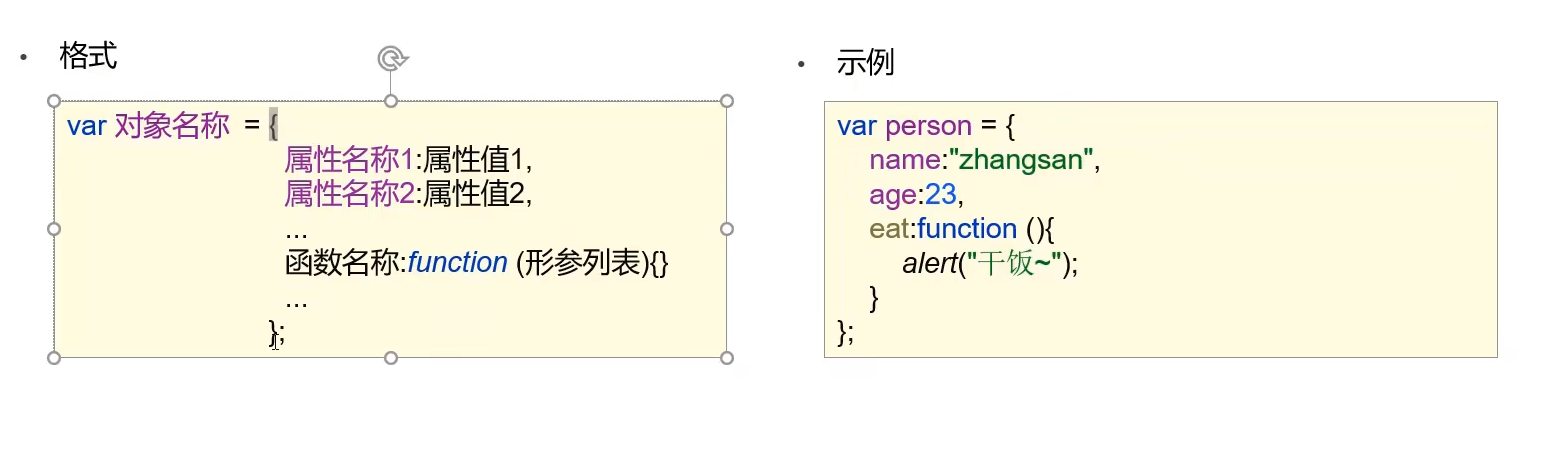 • 格式
var 对象名称 = {
属性名称1:属性值1,
属性名称2:属性值2,
...
函数名称:function (形参列表){}
...
};
• 示例
var person = {
name:"zhangsan",
age:23,
eat:function (){
alert("干饭~");
}
};